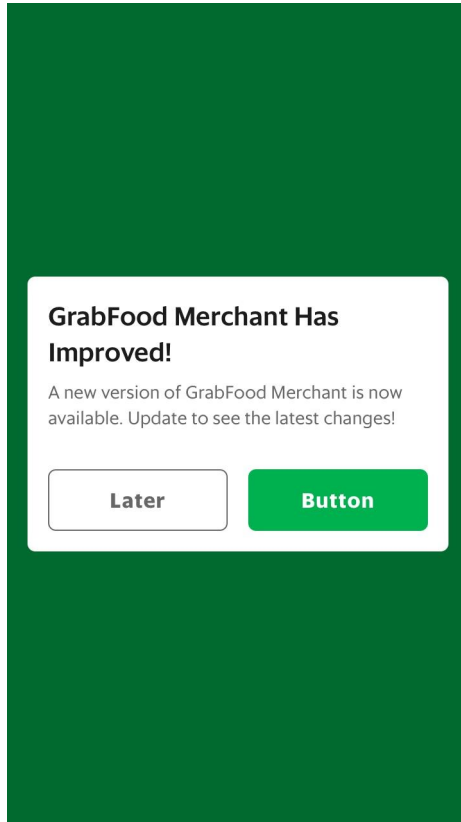 GrabFood Merchant Has
Improved!
A new version of GrabFood Merchant is now
available. Update to see the latest changes!
Later
Button